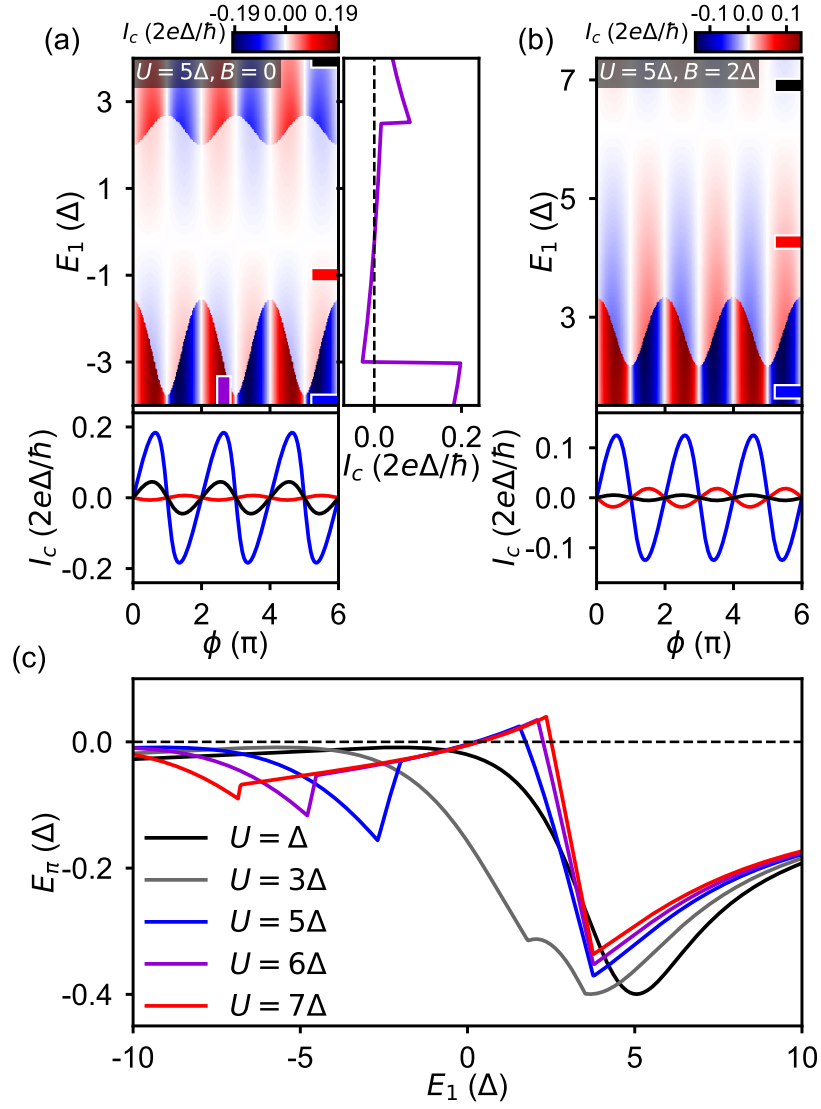 -0.19 0.00 0.19
-0.1 0.0 0.1
(a) I_c (2eΔ/ħ)
(b) I_c (2eΔ/ħ)
U = 5Δ, B = 0
U = 5Δ, B = 2Δ
3
1
-1
-3
E₁ (Δ)
7
5
3
E₁ (Δ)
0.0 0.2
I_c (2eΔ/ħ)
0.2
0.0
-0.2
I_c (2eΔ/ħ)
0 2 4 6
ϕ (π)
0.1
0.0
-0.1
I_c (2eΔ/ħ)
0 2 4 6
ϕ (π)
(c)
0.0
-0.2
-0.4
E_π (Δ)
U = Δ
U = 3Δ
U = 5Δ
U = 6Δ
U = 7Δ
-10 -5 0 5 10
E₁ (Δ)